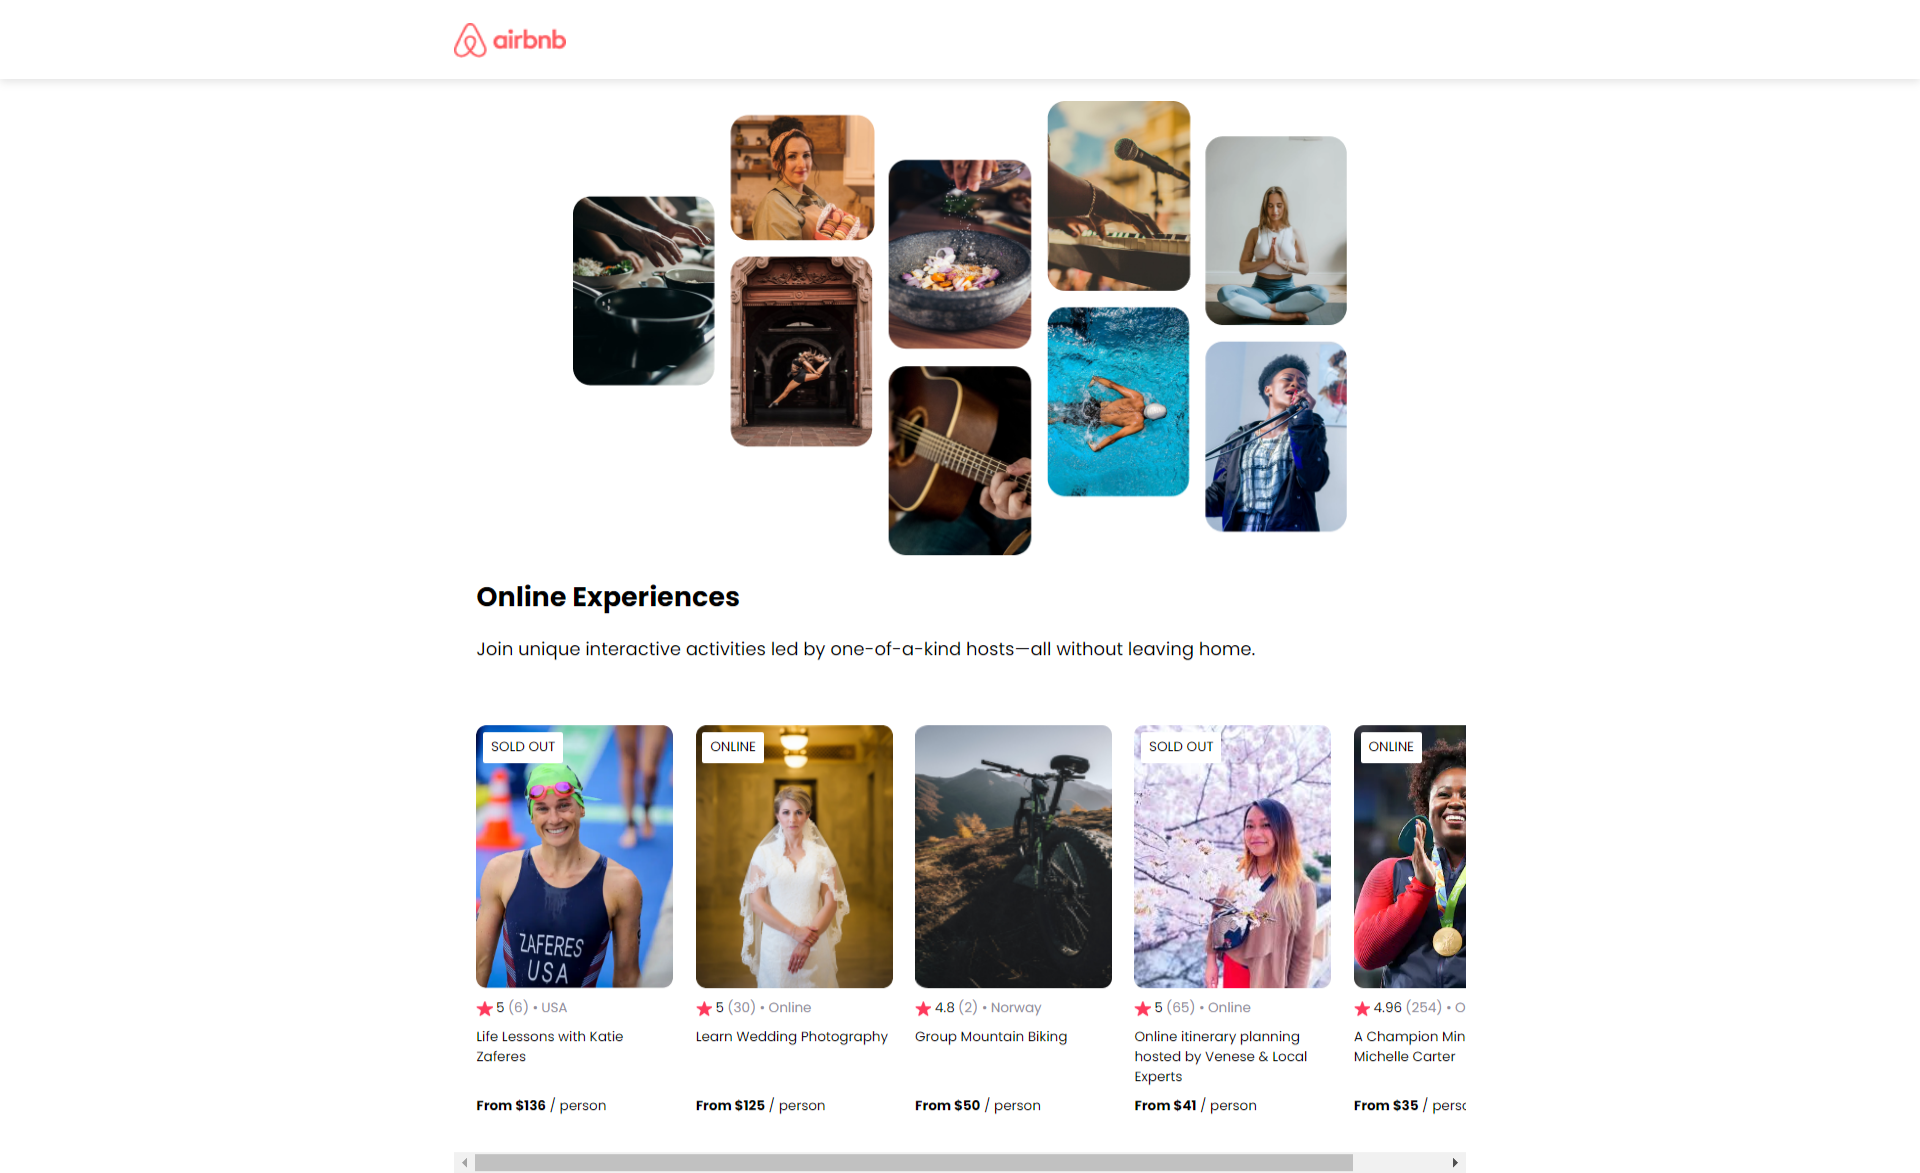 airbnb
Online Experiences
Join unique interactive activities led by one-of-a-kind hosts—all without leaving home.
SOLD OUT
ZAFERES
USA
5 (6) • USA
Life Lessons with Katie
Zaferes
From $136 / person
ONLINE
5 (30) • Online
Learn Wedding Photography
From $125 / person
4.8 (2) • Norway
Group Mountain Biking
From $50 / person
SOLD OUT
5 (65) • Online
Online itinerary planning
hosted by Venese & Local
Experts
From $41 / person
ONLINE
4.96 (254) • O
A Champion Min
Michelle Carter
From $35 / perso